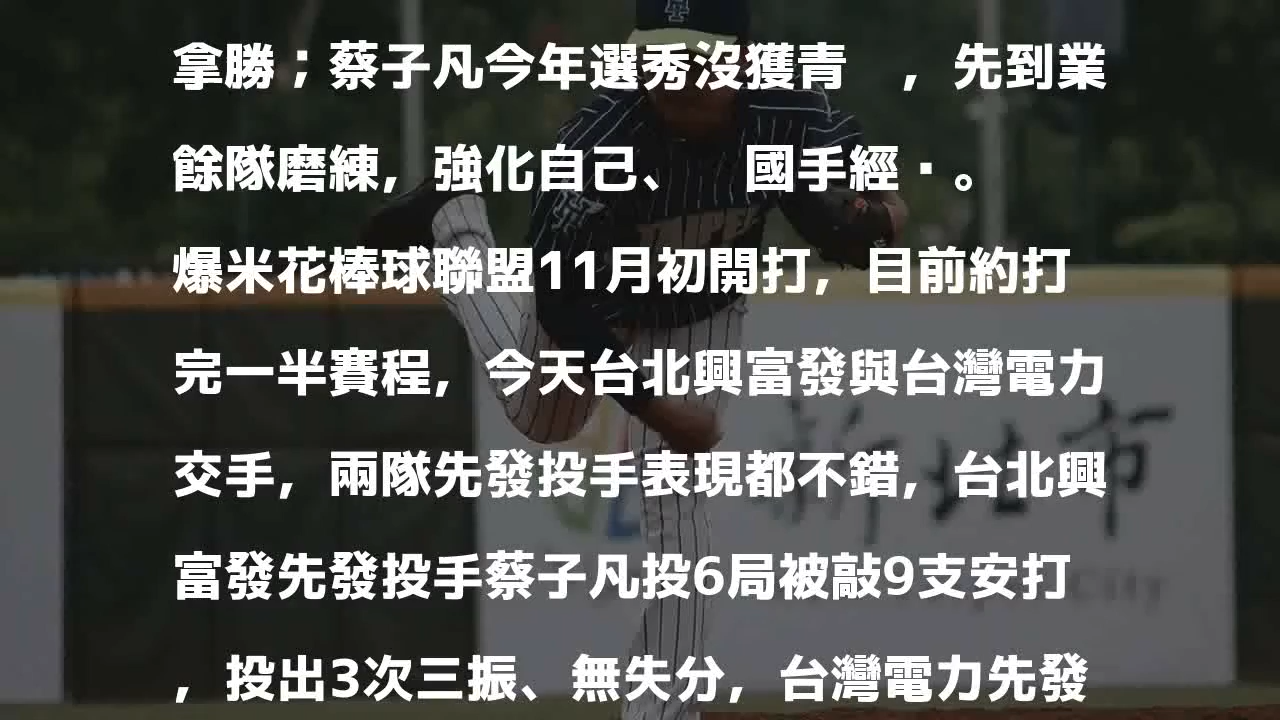 拿勝；蔡子凡今年選秀沒獲青　，先到業
餘隊磨練，強化自己、　國手經▪。
爆米花棒球聯盟11月初開打，目前約打
完一半賽程，今天台北興富發與台灣電力
交手，兩隊先發投手表現都不錯，台北興
富發先發投手蔡子凡投6局被敲9支安打
，投出3次三振、無失分，台灣電力先發
新北市
City